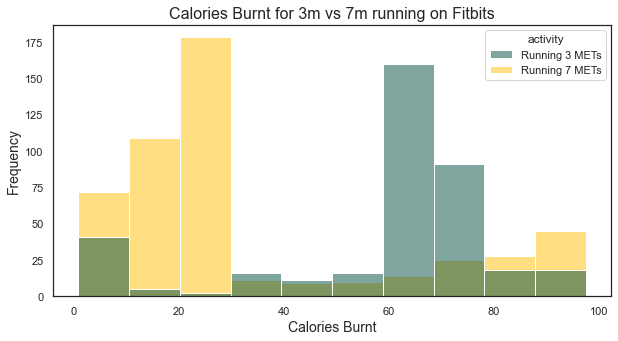 Calories Burnt for 3m vs 7m running on Fitbits
activity
Running 3 METs
Running 7 METs
Frequency
175
150
125
100
75
50
25
0
0 20 40 60 80 100
Calories Burnt